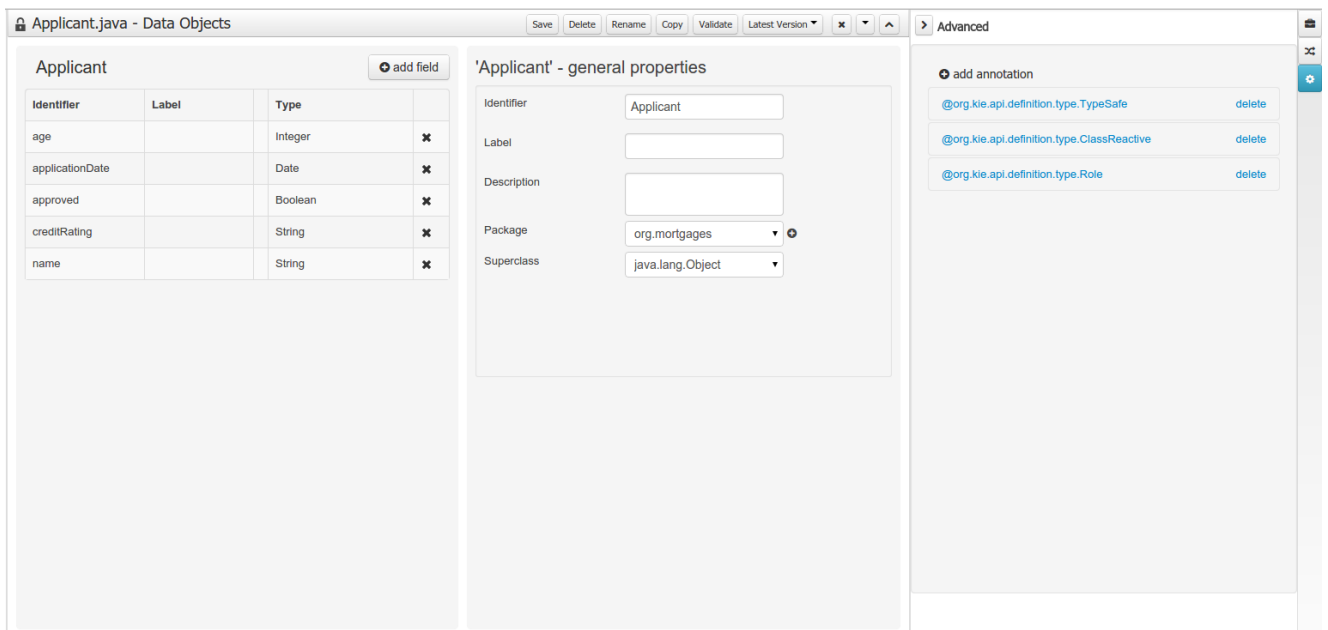 Applicant.java - Data Objects
Save Delete Rename Copy Validate Latest Version
Applicant
add field
Identifier Label Type
age Integer
applicationDate Date
approved Boolean
creditRating String
name String
'Applicant' - general properties
Identifier Applicant
Label
Description
Package org.mortgages
Superclass java.lang.Object
Advanced
add annotation
@org.kie.api.definition.type.TypeSafe delete
@org.kie.api.definition.type.ClassReactive delete
@org.kie.api.definition.type.Role delete